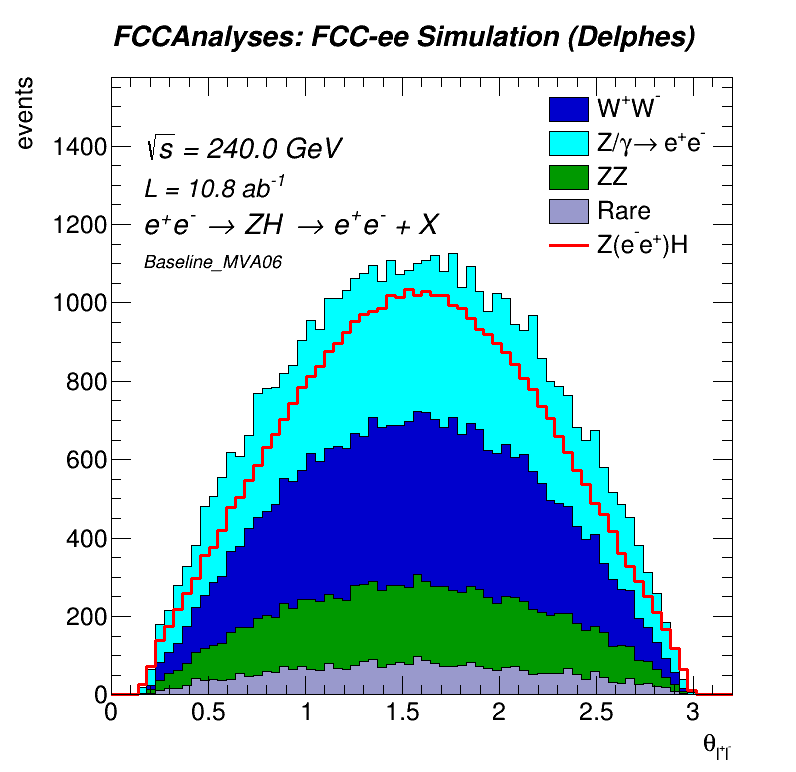 FCCAnalyses: FCC-ee Simulation (Delphes)
events
√s = 240.0 GeV
L = 10.8 ab⁻¹
e⁺e⁻ → ZH → e⁺e⁻ + X
Baseline_MVA06
W⁺W⁻
Z/γ→ e⁺e⁻
ZZ
Rare
Z(e⁻e⁺)H
1400
1200
1000
800
600
400
200
0
0 0.5 1 1.5 2 2.5 3
θ_l⁺l⁻